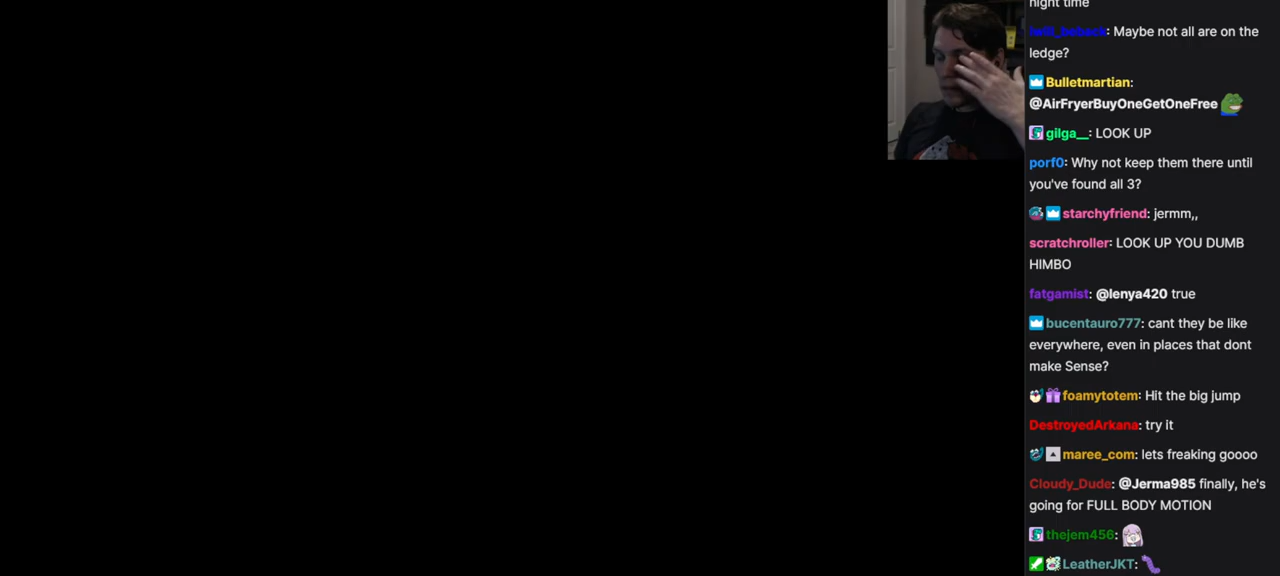 night time
: Maybe not all are on the
ledge?
Bulletmartian:
@AirFryerBuyOneGetOneFree
gilga__: LOOK UP
porf0: Why not keep them there until
you've found all 3?
starchyfriend: jermm,,
scratchroller: LOOK UP YOU DUMB
HIMBO
fatgamist: @lenya420 true
bucentauro777: cant they be like
everywhere, even in places that dont
make Sense?
foamytotem: Hit the big jump
DestroyedArkana: try it
maree_com: lets freaking goooo
Cloudy_Dude: @Jerma985 finally, he's
going for FULL BODY MOTION
thejem456:
LeatherJKT: